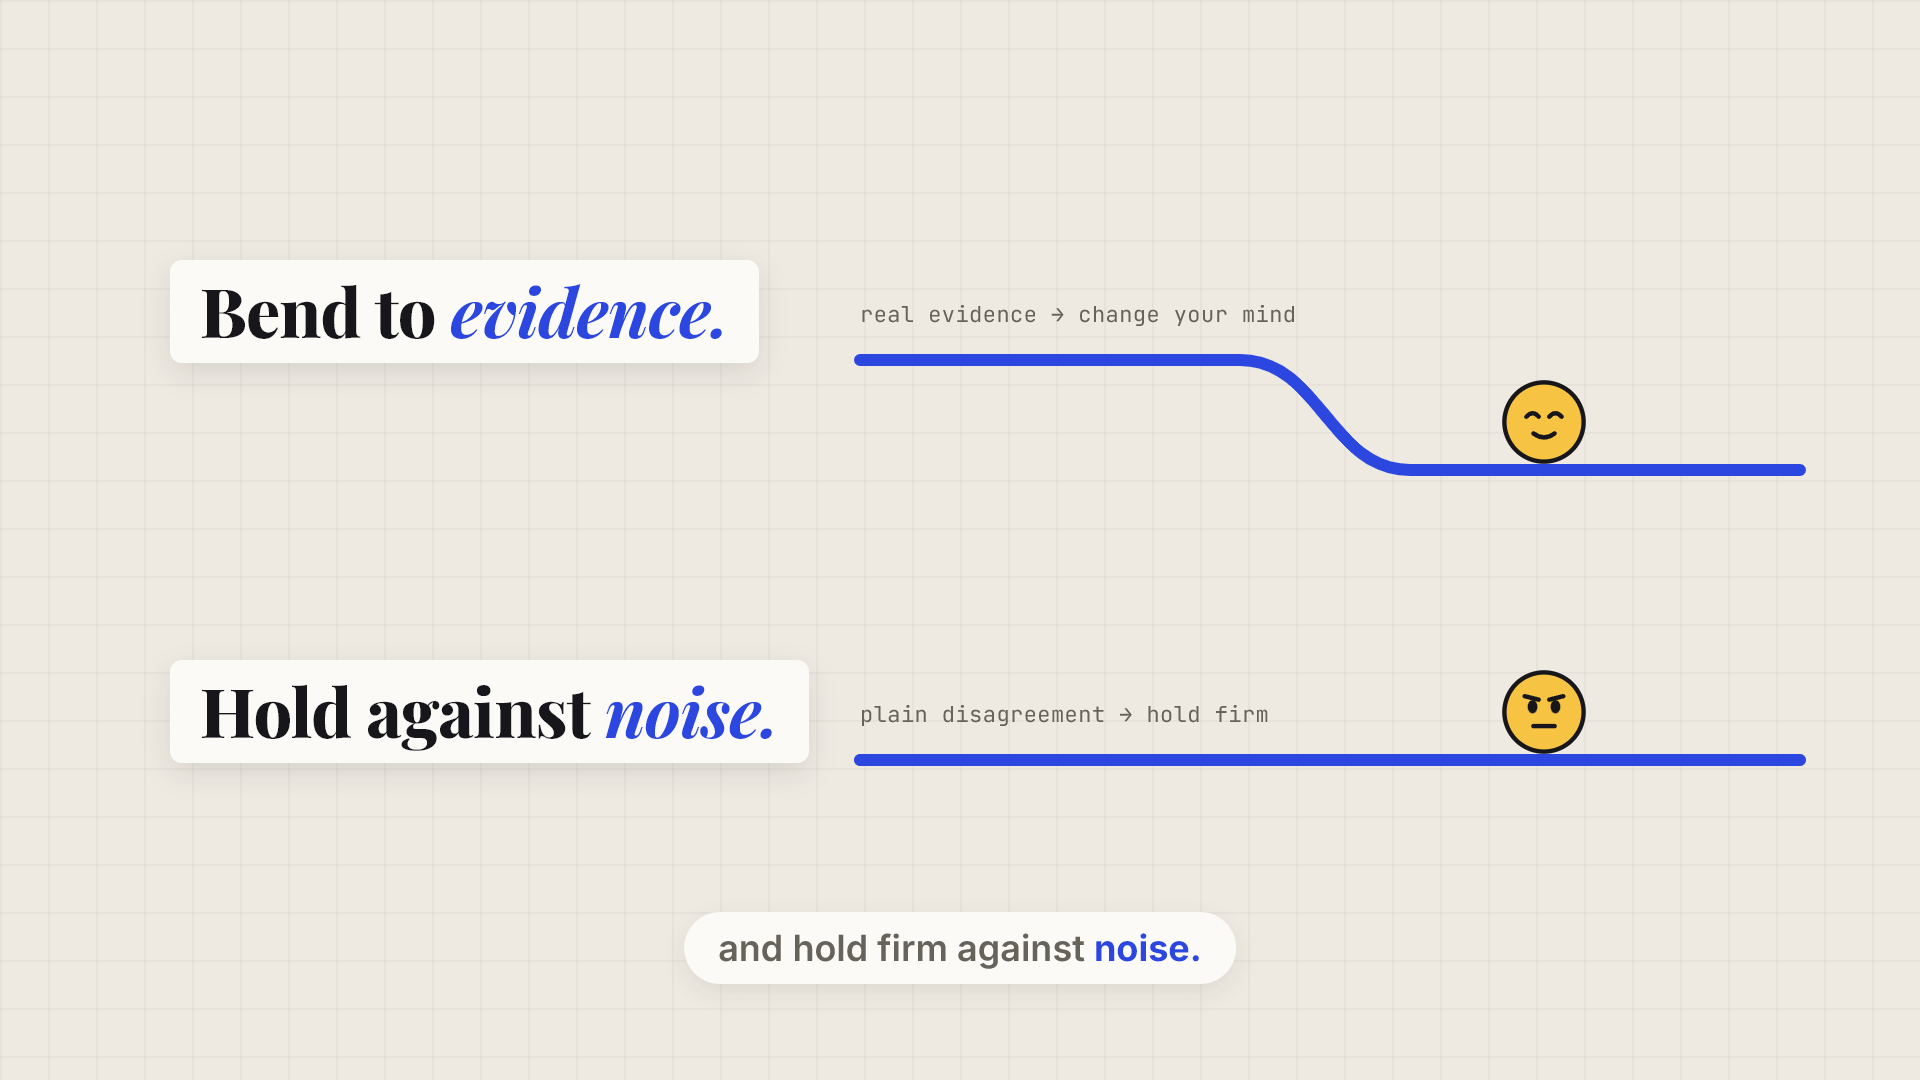 Bend to evidence.
real evidence → change your mind
Hold against noise.
plain disagreement → hold firm
and hold firm against noise.